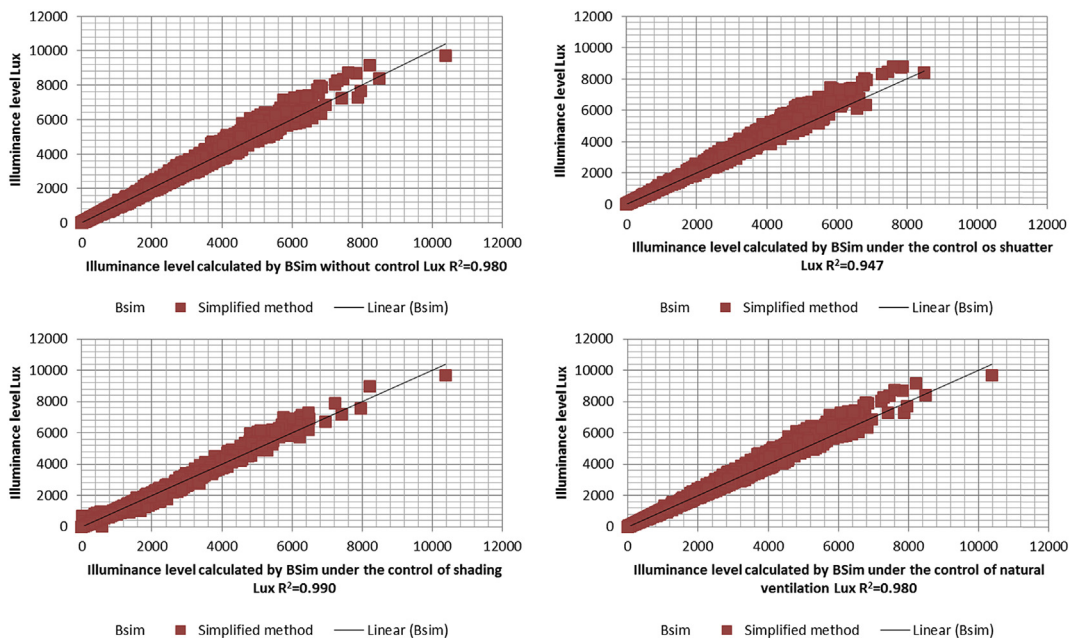 Illuminance level Lux
12000
10000
8000
6000
4000
2000
0
0 2000 4000 6000 8000 10000 12000
Illuminance level calculated by BSim without control Lux R²=0.980
Bsim Simplified method Linear (Bsim)
Illuminance level Lux
12000
10000
8000
6000
4000
2000
0
0 2000 4000 6000 8000 10000 12000
Illuminance level calculated by BSim under the control os shuatter
Lux R²=0.947
Bsim Simplified method Linear (Bsim)
Illuminance level Lux
12000
10000
8000
6000
4000
2000
0
0 2000 4000 6000 8000 10000 12000
Illuminance level calculated by BSim under the control of shading
Lux R²=0.990
Bsim Simplified method Linear (Bsim)
Illuminance level Lux
12000
10000
8000
6000
4000
2000
0
0 2000 4000 6000 8000 10000 12000
Illuminance level calculated by BSim under the control of natural
ventilation Lux R²=0.980
Bsim Simplified method Linear (Bsim)